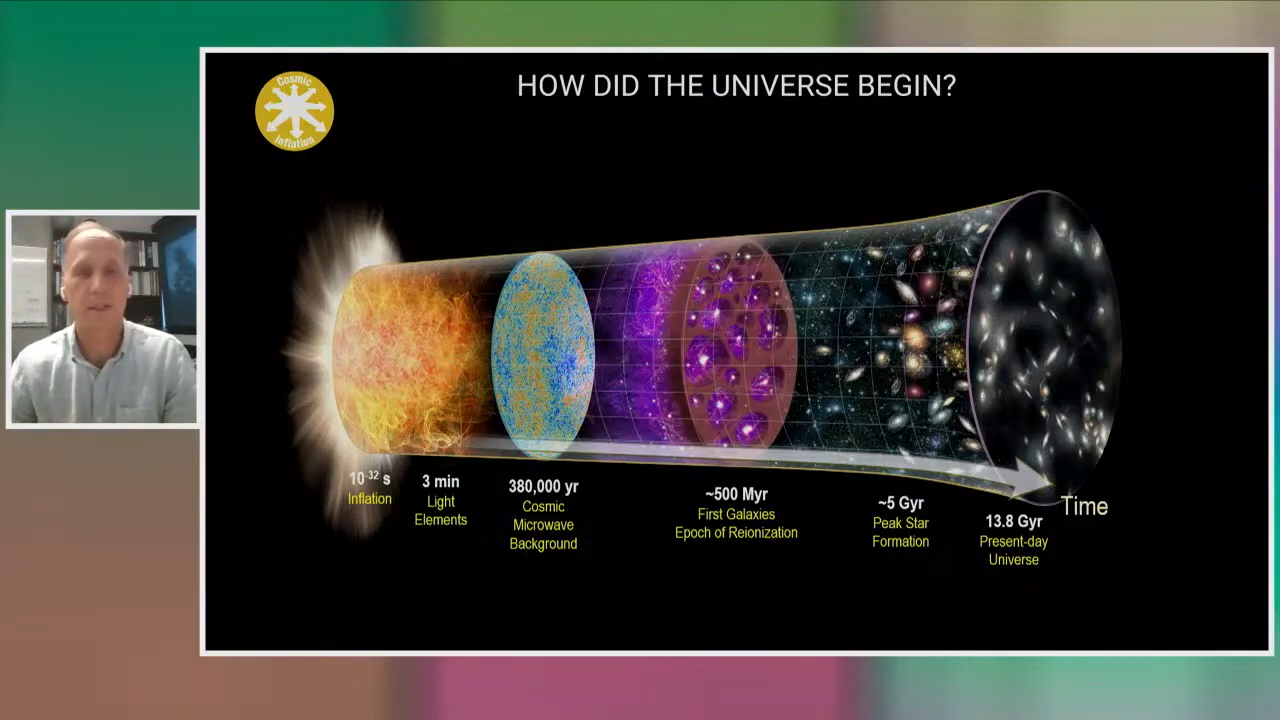 HOW DID THE UNIVERSE BEGIN?
Cosmic
Inflation
10⁻³² s
Inflation
3 min
Light
Elements
380,000 yr
Cosmic
Microwave
Background
~500 Myr
First Galaxies
Epoch of Reionization
~5 Gyr
Peak Star
Formation
13.8 Gyr
Present-day
Universe
Time